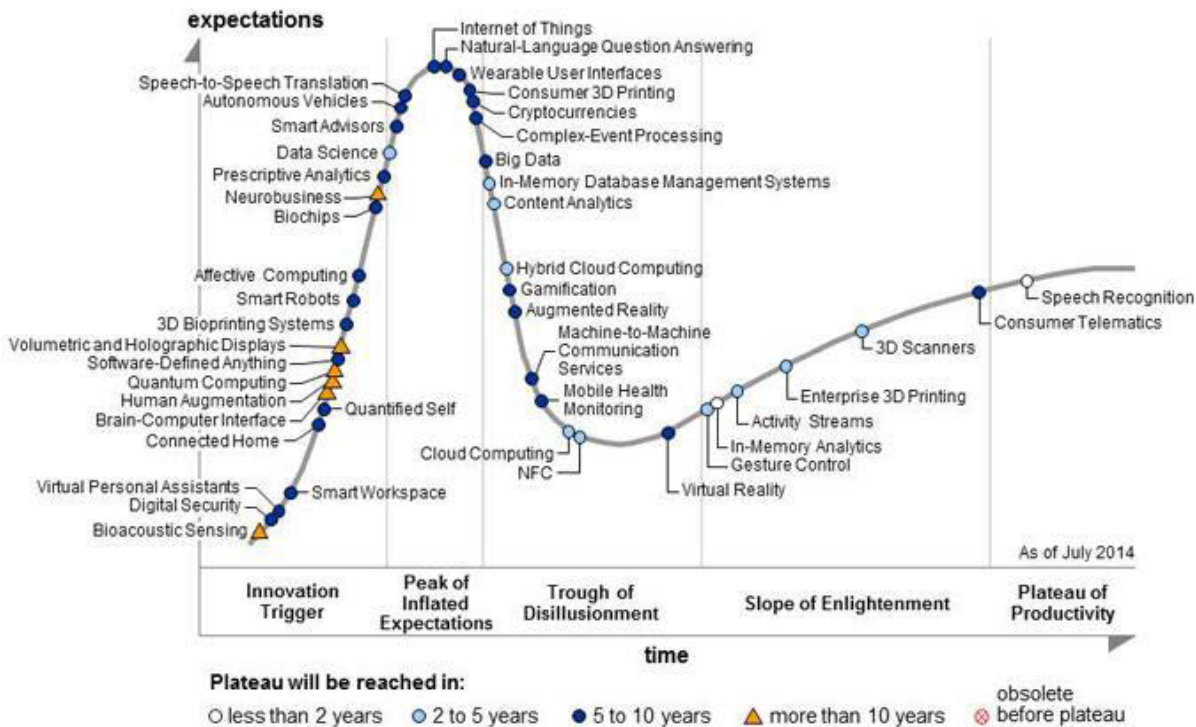 expectations
Internet of Things
Natural-Language Question Answering
Wearable User Interfaces
Consumer 3D Printing
Cryptocurrencies
Complex-Event Processing
Speech-to-Speech Translation
Autonomous Vehicles
Smart Advisors
Data Science
Prescriptive Analytics
Neurobusiness
Biochips
Big Data
In-Memory Database Management Systems
Content Analytics
Affective Computing
Smart Robots
3D Bioprinting Systems
Volumetric and Holographic Displays
Software-Defined Anything
Quantum Computing
Human Augmentation
Brain-Computer Interface
Quantified Self
Connected Home
Hybrid Cloud Computing
Gamification
Augmented Reality
Machine-to-Machine
Communication
Services
Mobile Health
Monitoring
Cloud Computing
NFC
Virtual Personal Assistants
Smart Workspace
Digital Security
Bioacoustic Sensing
Speech Recognition
Consumer Telematics
3D Scanners
Enterprise 3D Printing
Activity Streams
In-Memory Analytics
Gesture Control
Virtual Reality
As of July 2014
Innovation
Trigger
Peak of
Inflated
Expectations
Trough of
Disillusionment
Slope of Enlightenment
Plateau of
Productivity
time
Plateau will be reached in:
less than 2 years
2 to 5 years
5 to 10 years
more than 10 years
obsolete
before plateau